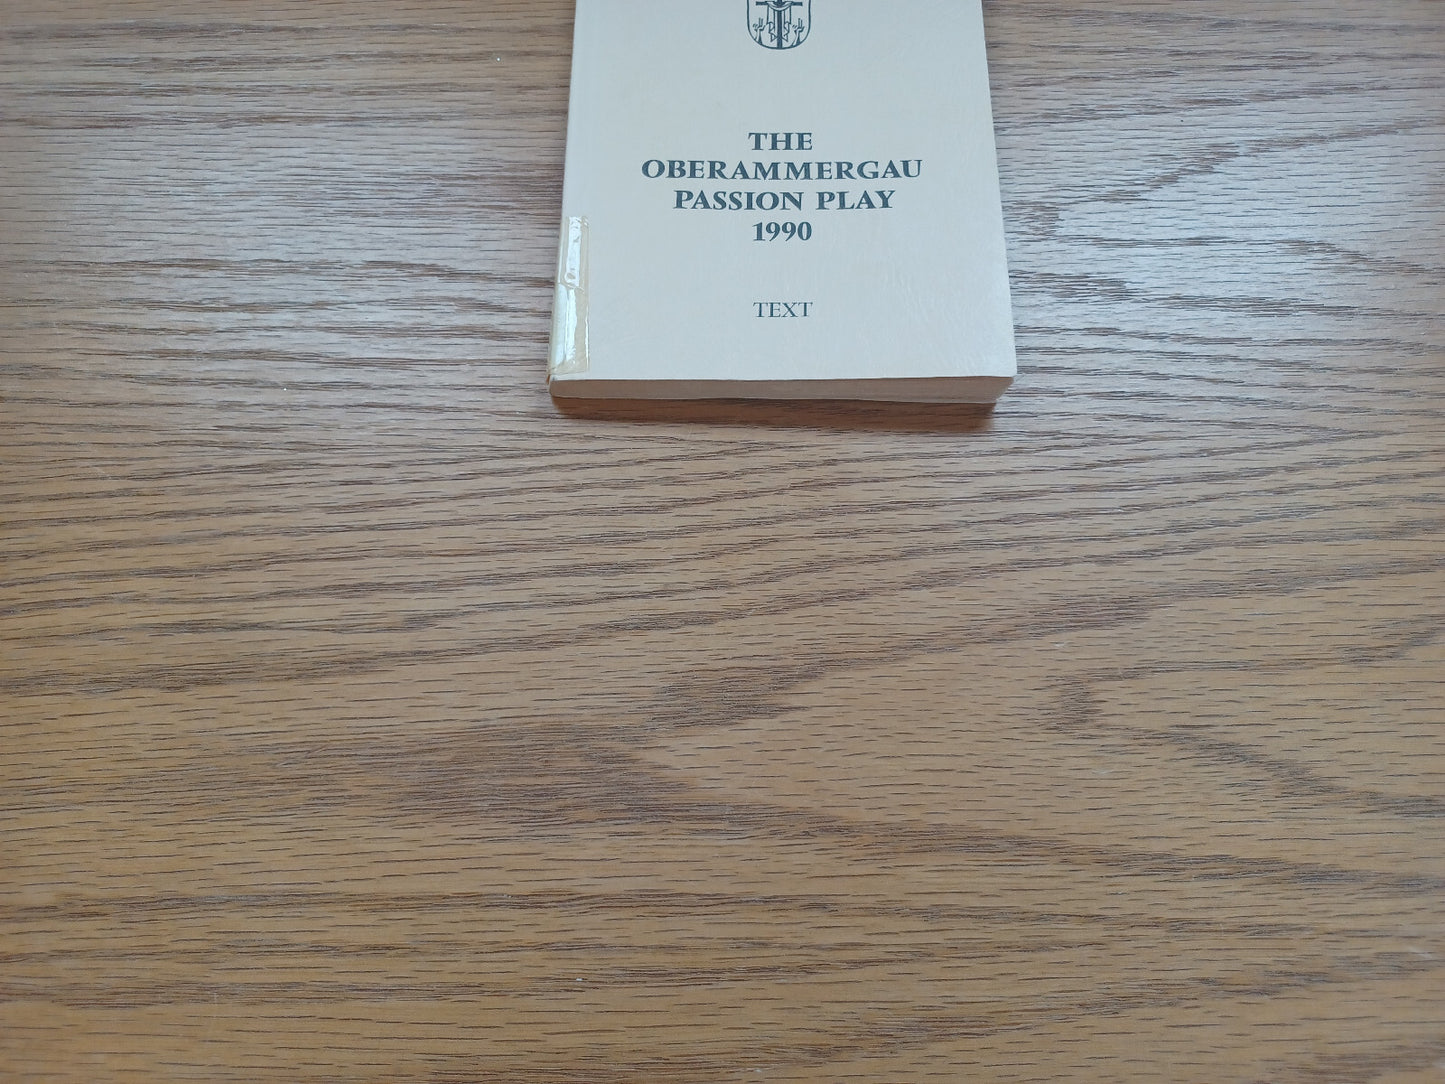 THE
OBERAMMERGAU
PASSION PLAY
1990
TEXT